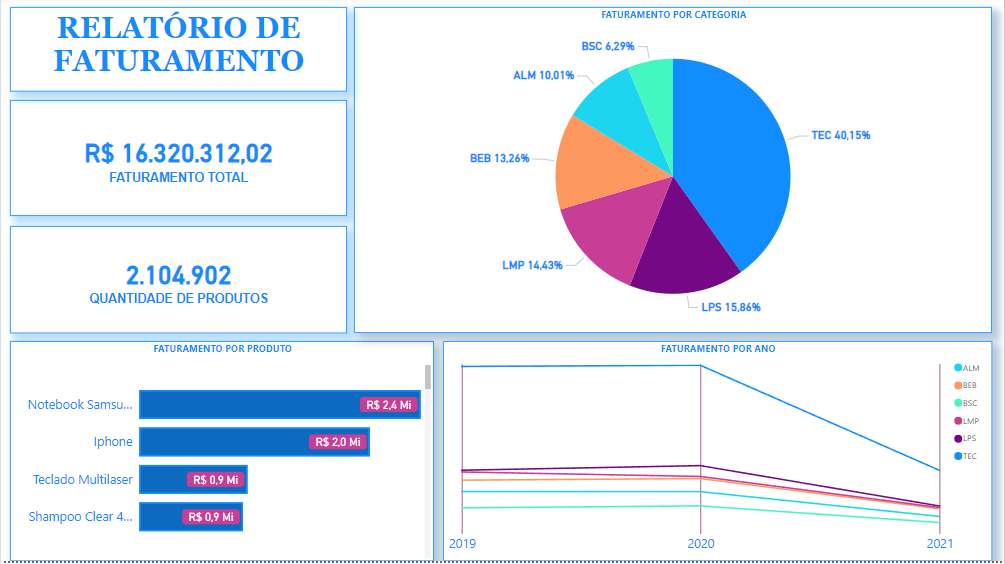 RELATÓRIO DE
FATURAMENTO
R$ 16.320.312,02
FATURAMENTO TOTAL
2.104.902
QUANTIDADE DE PRODUTOS
FATURAMENTO POR CATEGORIA
BSC 6,29%
ALM 10,01%
TEC 40,15%
BEB 13,26%
LMP 14,43%
LPS 15,86%
FATURAMENTO POR PRODUTO
Notebook Samsu... R$ 2,4 Mi
Iphone R$ 2,0 Mi
Teclado Multilaser R$ 0,9 Mi
Shampoo Clear 4... R$ 0,9 Mi
FATURAMENTO POR ANO
ALM
BEB
BSC
LMP
LPS
TEC
2019 2020 2021